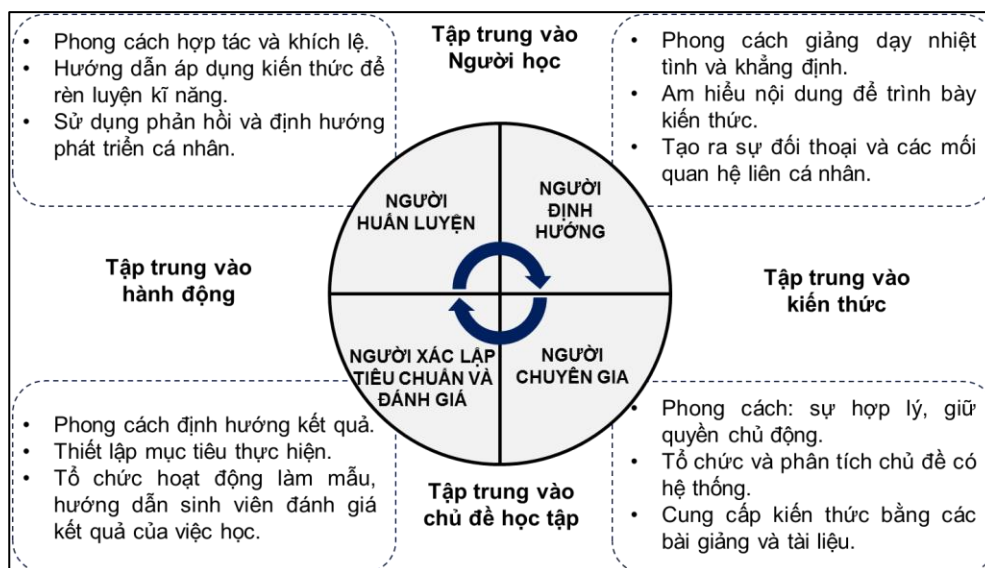 • Phong cách hợp tác và khích lệ.
• Hướng dẫn áp dụng kiến thức để
rèn luyện kĩ năng.
• Sử dụng phản hồi và định hướng
phát triển cá nhân.
Tập trung vào
Người học
• Phong cách giảng dạy nhiệt
tình và khẳng định.
• Am hiểu nội dung để trình bày
kiến thức.
• Tạo ra sự đối thoại và các mối
quan hệ liên cá nhân.
NGƯỜI
HUẤN LUYỆN
NGƯỜI
ĐỊNH
HƯỚNG
Tập trung vào
hành động
Tập trung vào
kiến thức
NGƯỜI XÁC LẬP
TIÊU CHUẨN VÀ
ĐÁNH GIÁ
NGƯỜI
CHUYÊN GIA
• Phong cách định hướng kết quả.
• Thiết lập mục tiêu thực hiện.
• Tổ chức hoạt động làm mẫu,
hướng dẫn sinh viên đánh giá
kết quả của việc học.
Tập trung vào
chủ đề học tập
• Phong cách: sự hợp lý, giữ
quyền chủ động.
• Tổ chức và phân tích chủ đề có
hệ thống.
• Cung cấp kiến thức bằng các
bài giảng và tài liệu.